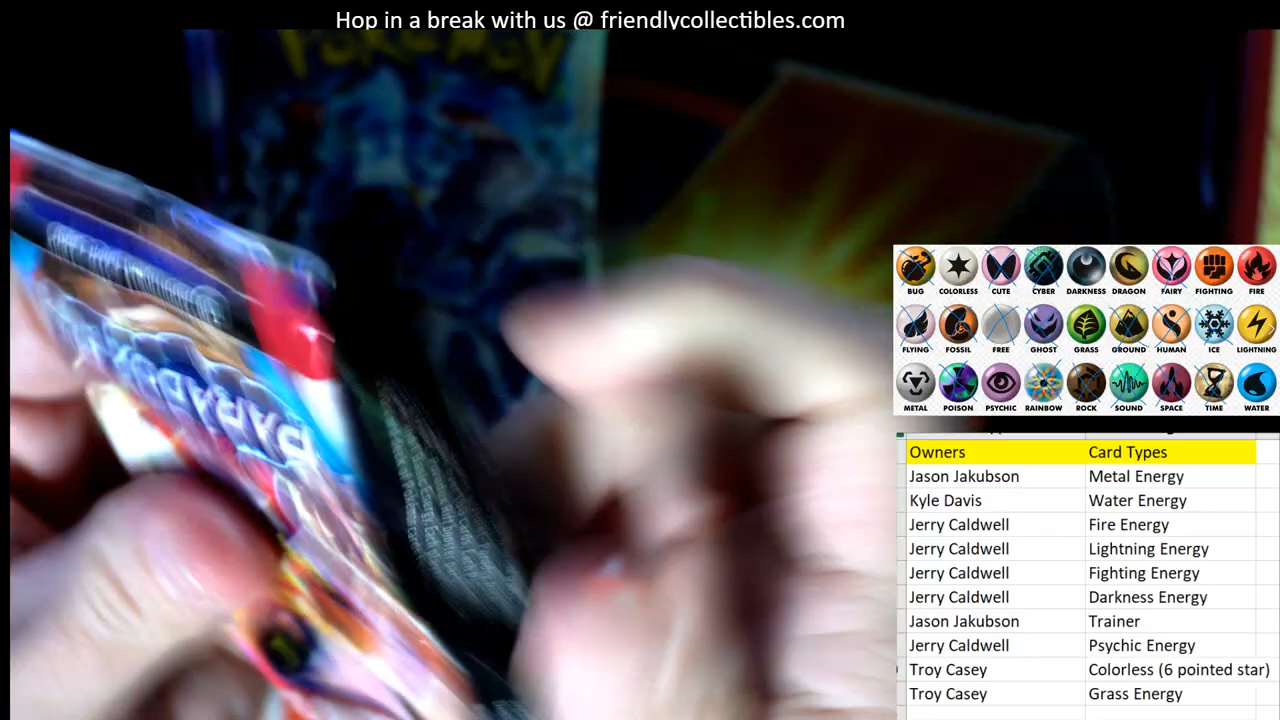 Hop in a break with us @ friendlycollectibles.com
POKEMON
BUG COLORLESS CUTE CYBER DARKNESS DRAGON FAIRY FIGHTING FIRE
FLYING FOSSIL FREE GHOST GRASS GROUND HUMAN ICE LIGHTNING
METAL POISON PSYCHIC RAINBOW ROCK SOUND SPACE TIME WATER
Owners Card Types
Jason Jakubson Metal Energy
Kyle Davis Water Energy
Jerry Caldwell Fire Energy
Jerry Caldwell Lightning Energy
Jerry Caldwell Fighting Energy
Jerry Caldwell Darkness Energy
Jason Jakubson Trainer
Jerry Caldwell Psychic Energy
Troy Casey Colorless (6 pointed star)
Troy Casey Grass Energy